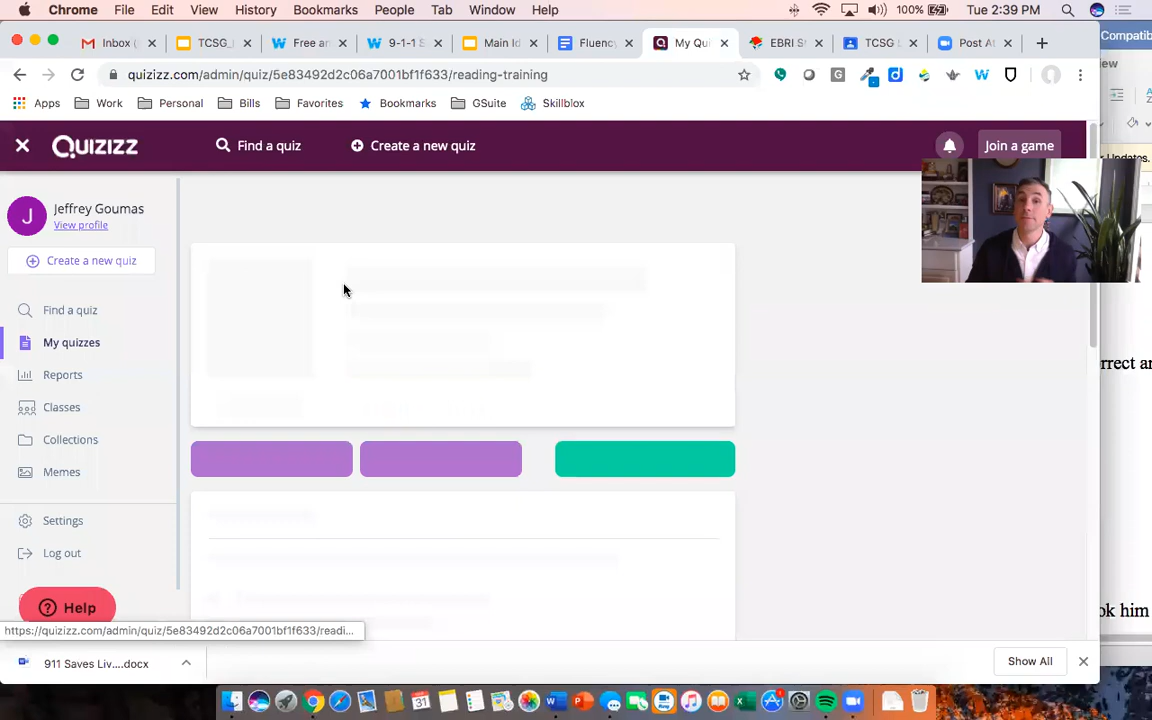 Chrome File Edit View History Bookmarks People Tab Window Help 100% Tue 2:39 PM
Inbox ( TCSG_ Free an 9-1-1 S Main Id Fluency My Qui EBRI S TCSG L Post At
Compatib
quizizz.com/admin/quiz/5e83492d2c06a7001bf1f633/reading-training
Apps Work Personal Bills Favorites Bookmarks GSuite Skillblox
Quizizz Find a quiz Create a new quiz Join a game
Updates.
J Jeffrey Goumas
View profile
Create a new quiz
Find a quiz
My quizzes
Reports
Classes
Collections
Memes
Settings
Log out
Help
rrect ar
ok him
https://quizizz.com/admin/quiz/5e83492d2c06a7001bf1f633/readi...
911 Saves Liv....docx Show All